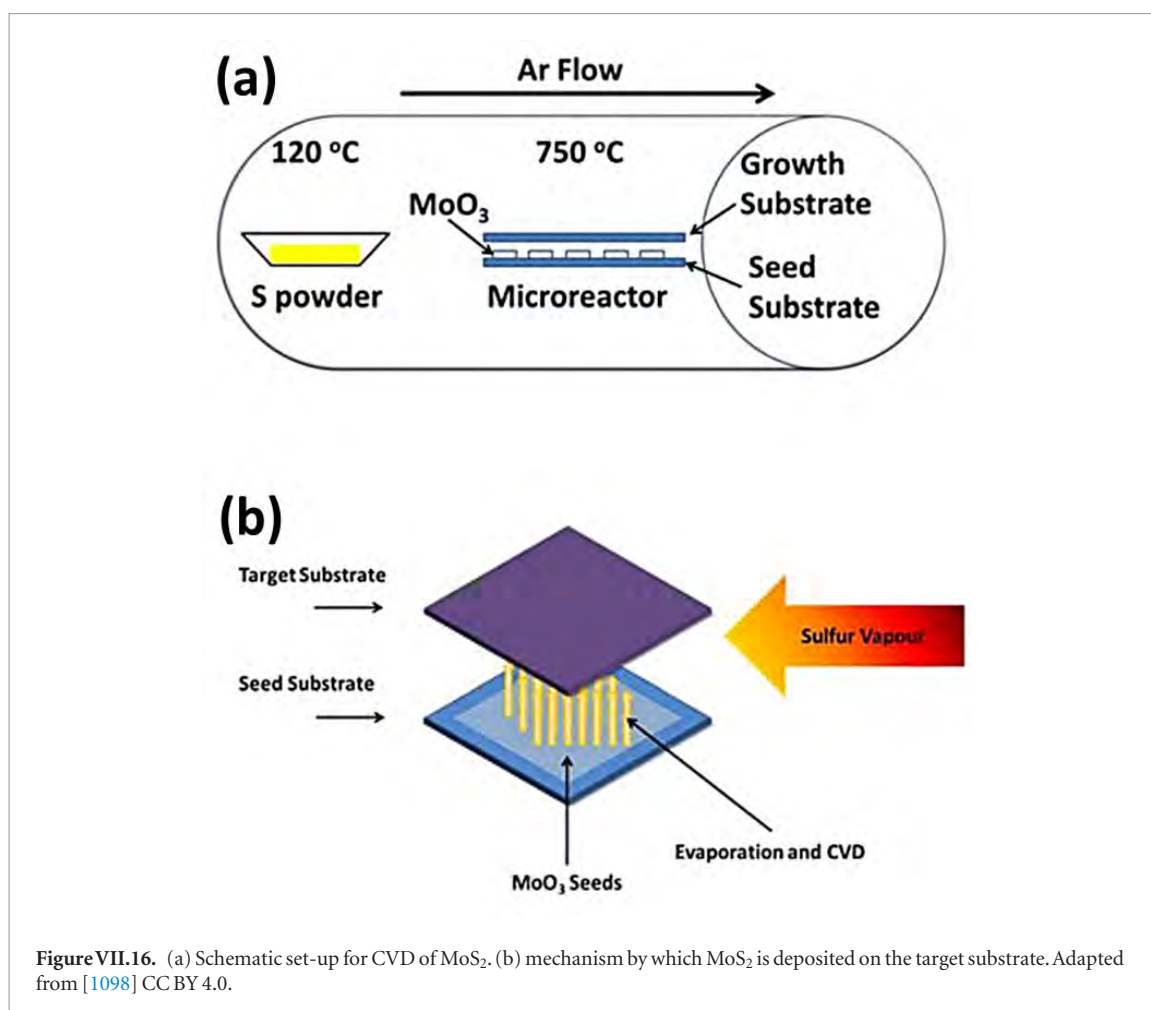 (a)
Ar Flow
120 °C
750 °C
Growth
Substrate
MoO₃
Seed
Substrate
S powder
Microreactor
(b)
Target Substrate
Sulfur Vapour
Seed Substrate
Evaporation and CVD
MoO₃ Seeds
Figure VII.16. (a) Schematic set-up for CVD of MoS₂. (b) mechanism by which MoS₂ is deposited on the target substrate. Adapted
from [1098] CC BY 4.0.